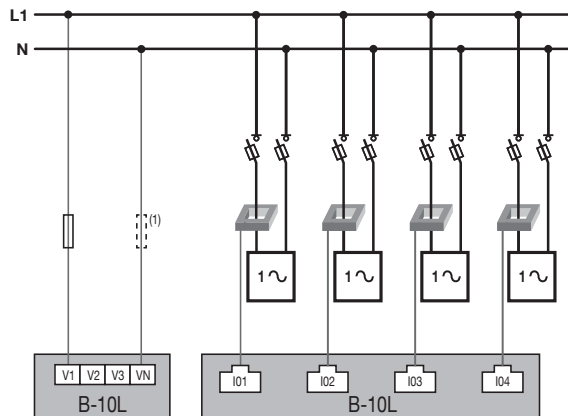 L1
N
(1)
1∿ 1∿ 1∿ 1∿
V1 V2 V3 VN
B-10L
I01 I02 I03 I04
B-10L